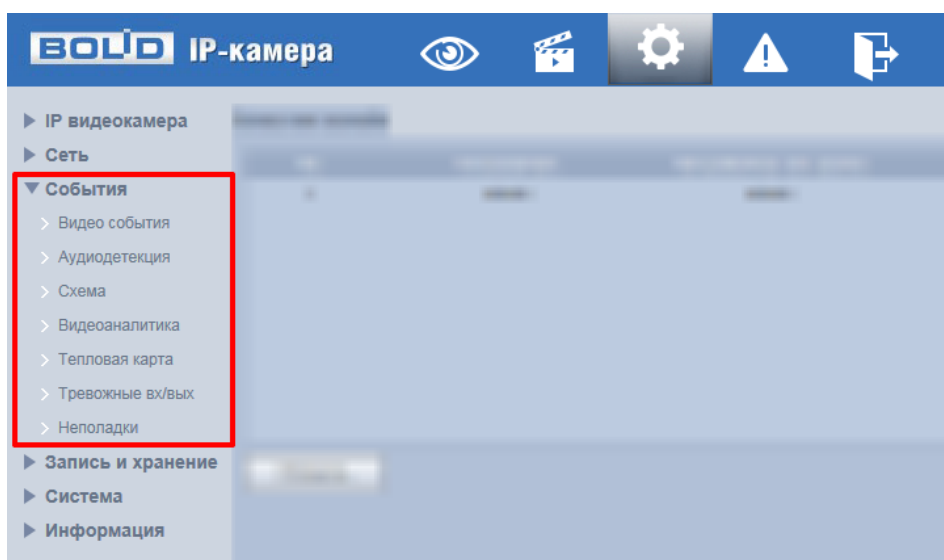 BOLID IP-камера
IP видеокамера
Сеть
События
Видео события
Аудиодетекция
Схема
Видеоаналитика
Тепловая карта
Тревожные вх/вых
Неполадки
Запись и хранение
Система
Информация